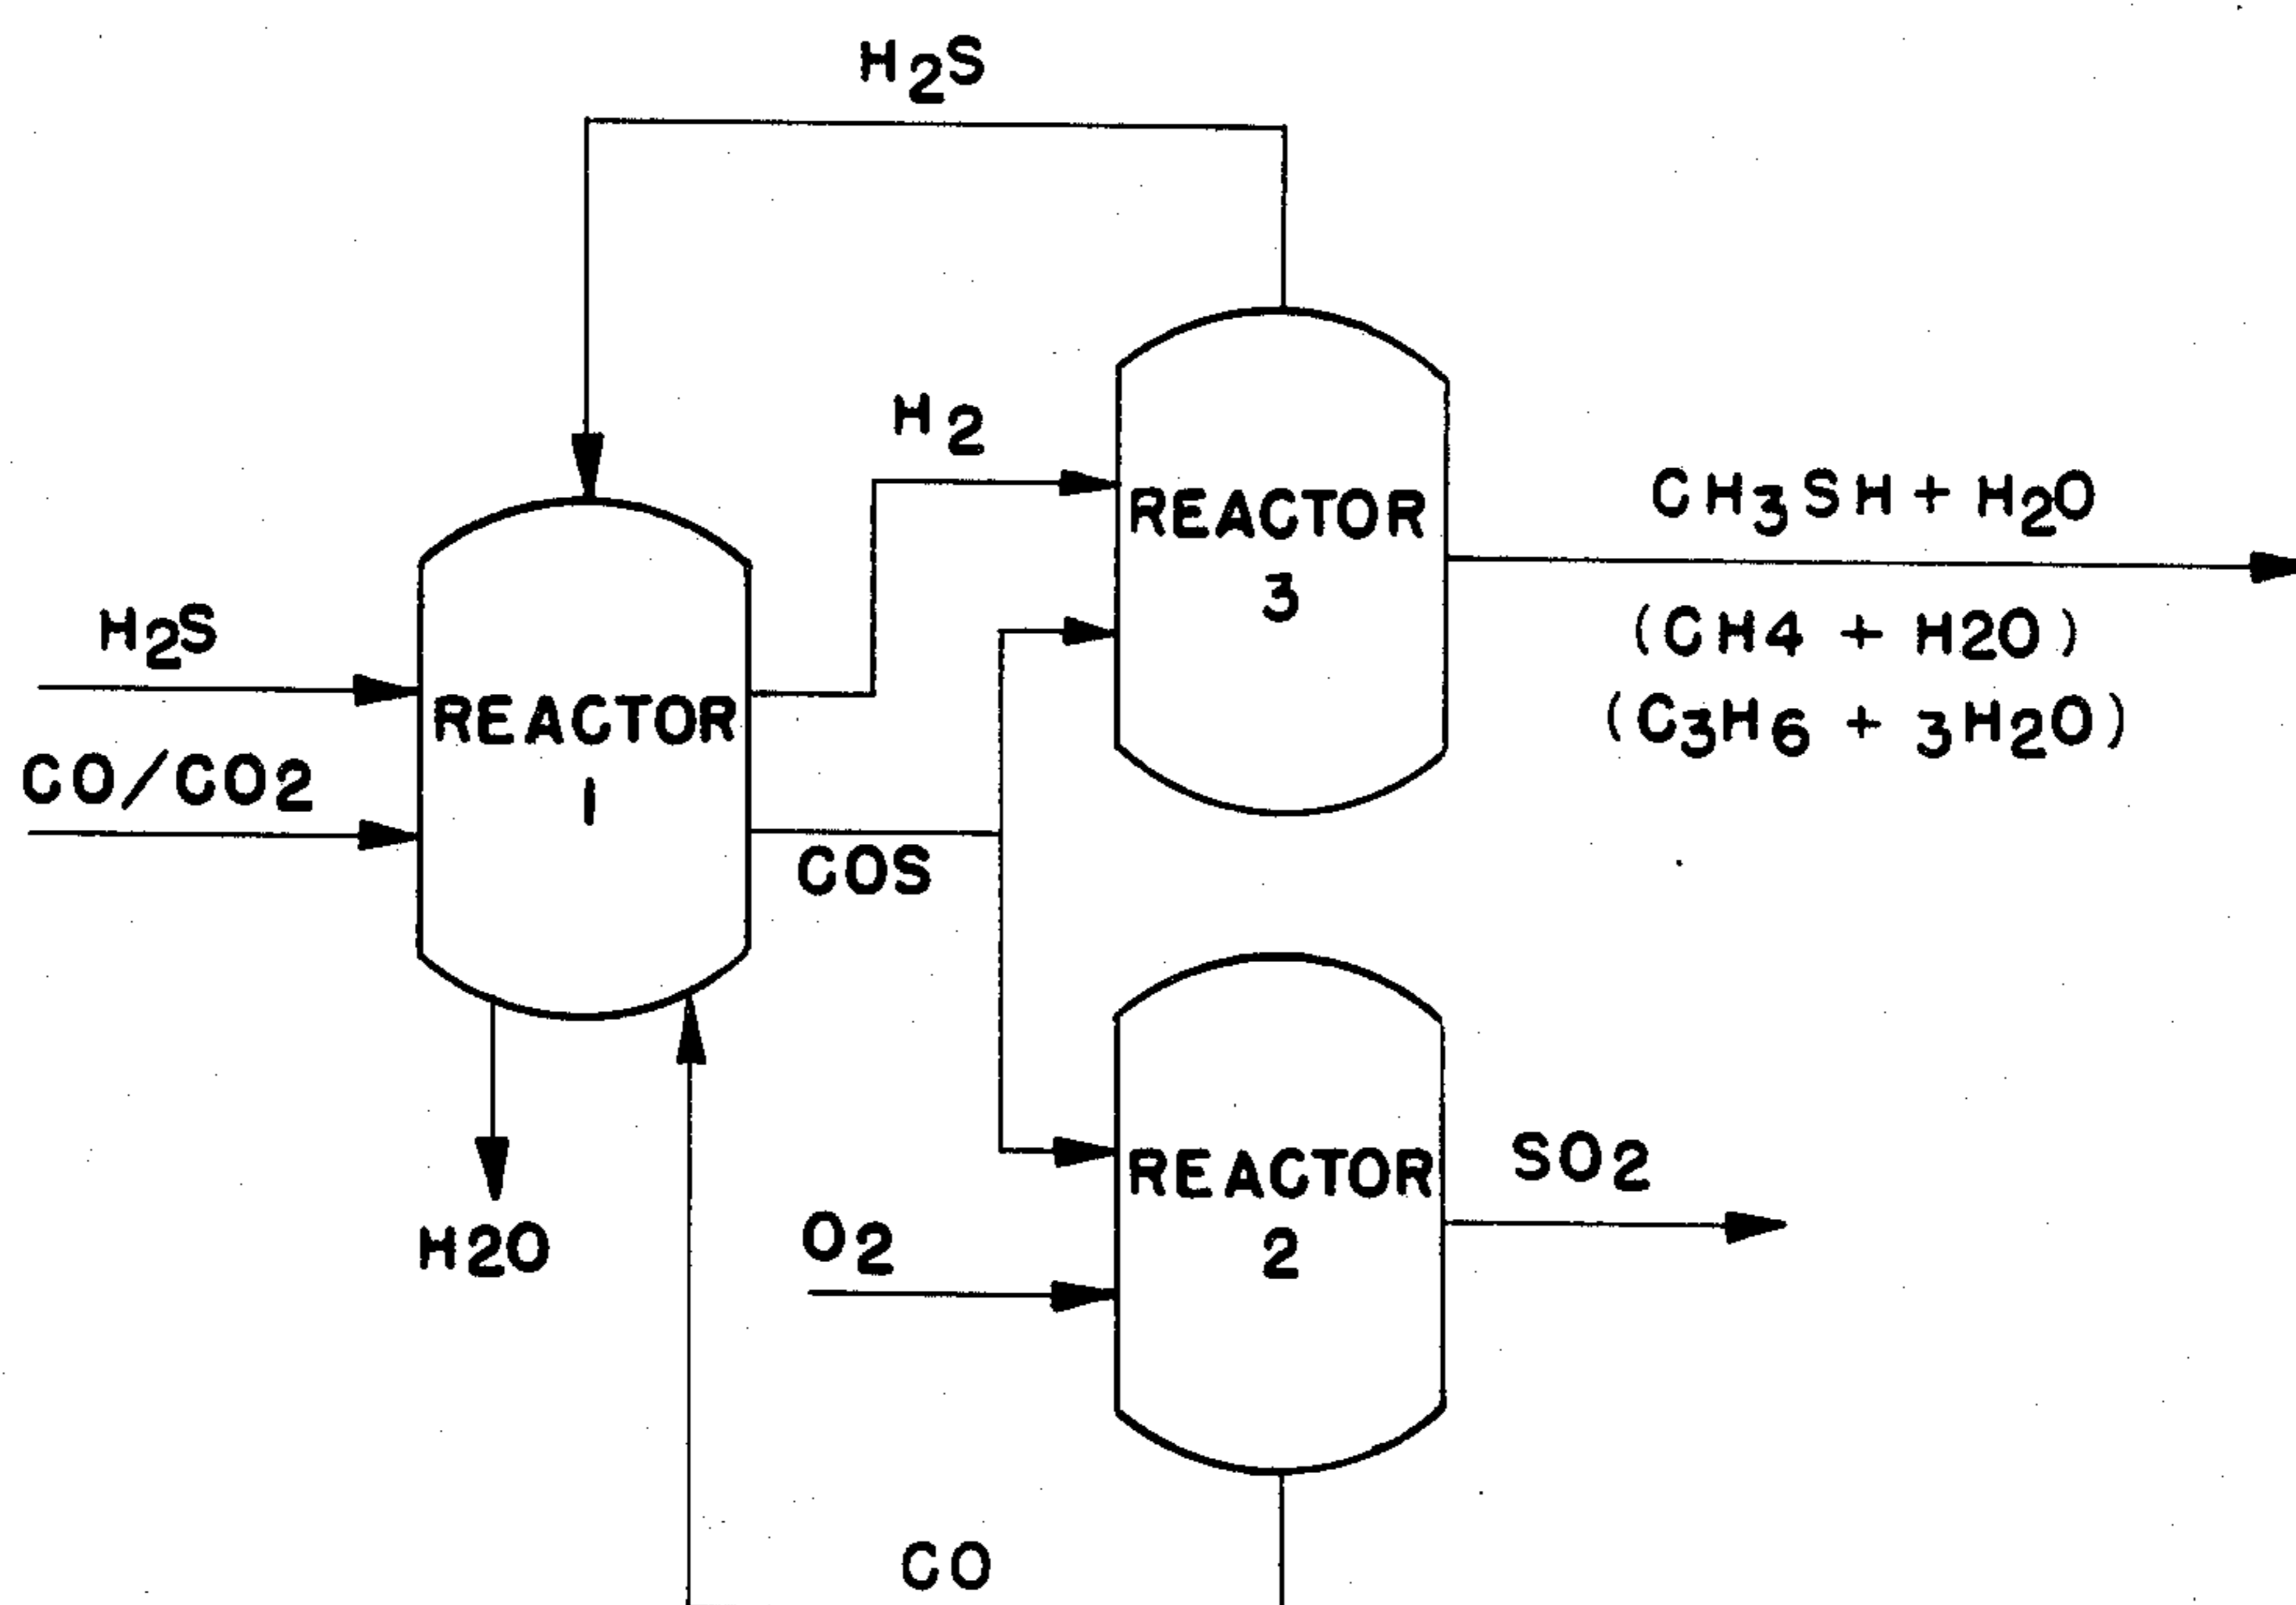 H2S
H2
REACTOR
3
CH3SH + H2O
(CH4 + H2O)
(C3H6 + 3H2O)
H2S
CO/CO2
REACTOR
1
COS
H2O
REACTOR
2
O2
SO2
CO